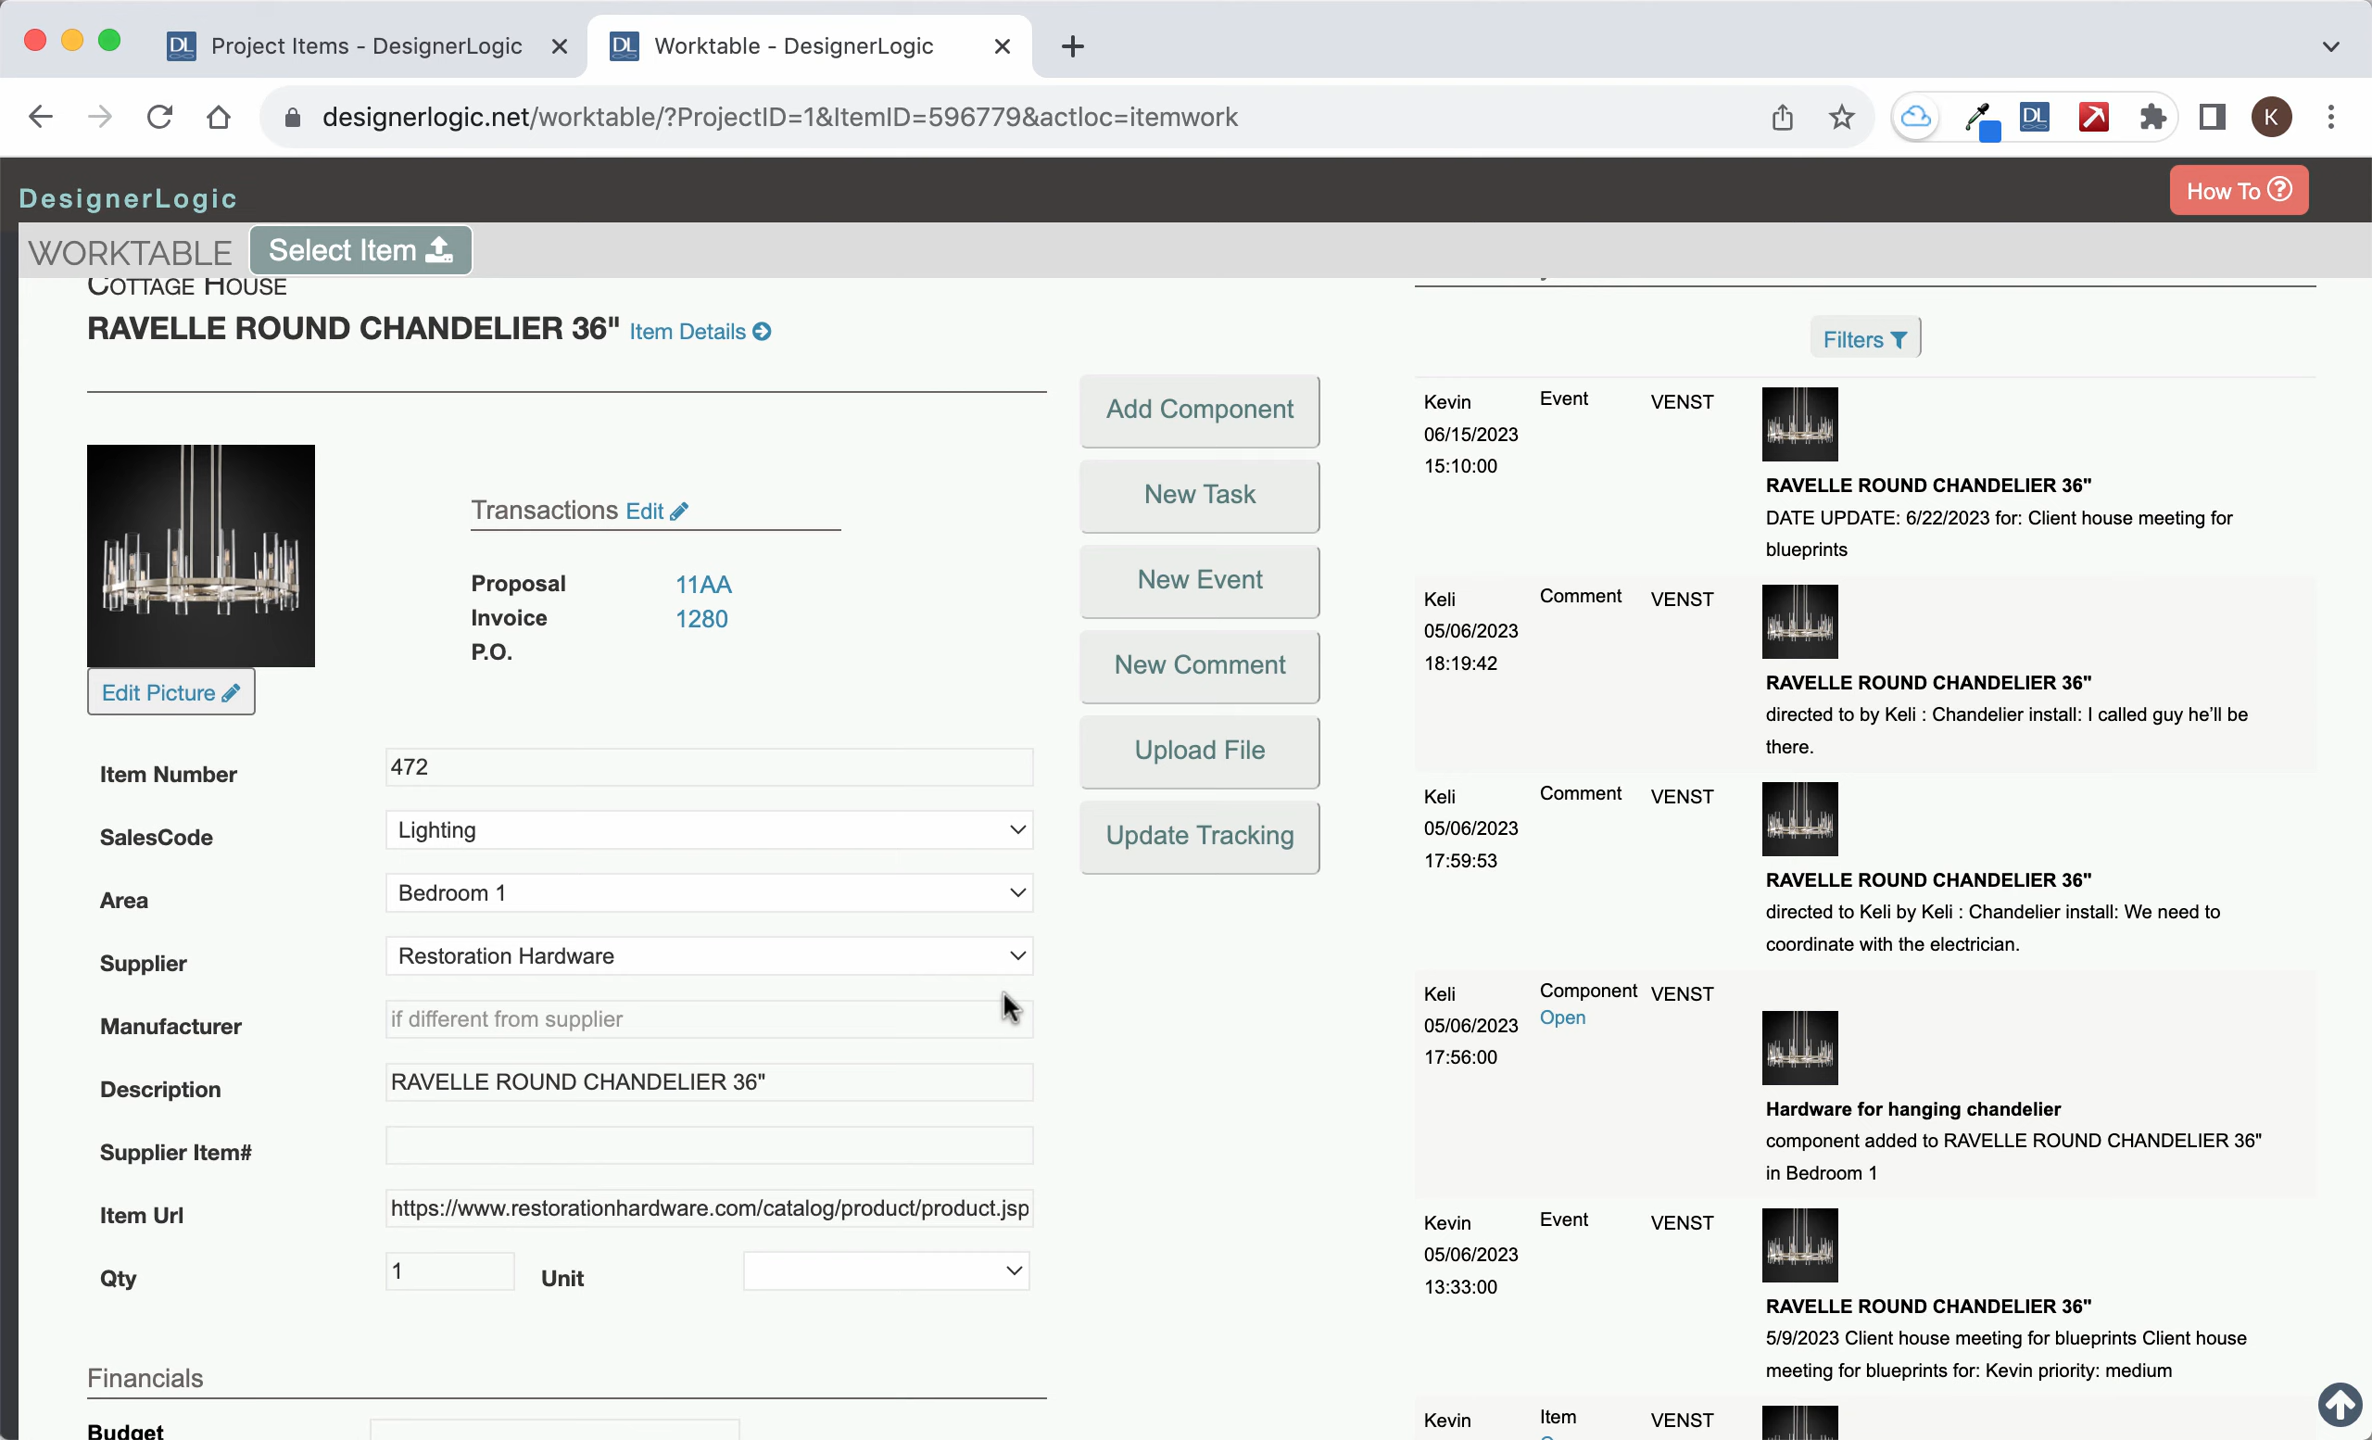 Project Items - DesignerLogic
Worktable - DesignerLogic
designerlogic.net/worktable/?ProjectID=1&ItemID=596779&actloc=itemwork
DL
K
DesignerLogic
How To
WORKTABLE
Select Item
COTTAGE HOUSE
RAVELLE ROUND CHANDELIER 36" Item Details
Transactions Edit
Proposal 11AA
Invoice 1280
P.O.
Edit Picture
Item Number 472
SalesCode Lighting
Area Bedroom 1
Supplier Restoration Hardware
Manufacturer if different from supplier
Description RAVELLE ROUND CHANDELIER 36"
Supplier Item#
Item Url https://www.restorationhardware.com/catalog/product/product.jsp
Qty 1 Unit
Financials
Budget
Add Component
New Task
New Event
New Comment
Upload File
Update Tracking
Filters
Kevin Event VENST
06/15/2023
15:10:00
RAVELLE ROUND CHANDELIER 36"
DATE UPDATE: 6/22/2023 for: Client house meeting for
blueprints
Keli Comment VENST
05/06/2023
18:19:42
RAVELLE ROUND CHANDELIER 36"
directed to by Keli : Chandelier install: I called guy he'll be
there.
Keli Comment VENST
05/06/2023
17:59:53
RAVELLE ROUND CHANDELIER 36"
directed to Keli by Keli : Chandelier install: We need to
coordinate with the electrician.
Keli Component VENST
05/06/2023 Open
17:56:00
Hardware for hanging chandelier
component added to RAVELLE ROUND CHANDELIER 36"
in Bedroom 1
Kevin Event VENST
05/06/2023
13:33:00
RAVELLE ROUND CHANDELIER 36"
5/9/2023 Client house meeting for blueprints Client house
meeting for blueprints for: Kevin priority: medium
Kevin Item VENST